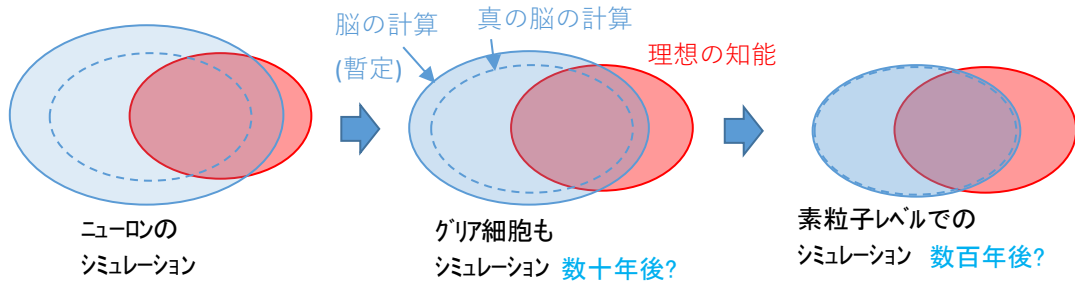 脳の計算
(暫定)
真の脳の計算
理想の知能
ニューロンの
シミュレーション
グリア細胞も
シミュレーション 数十年後?
素粒子レベルでの
シミュレーション 数百年後?